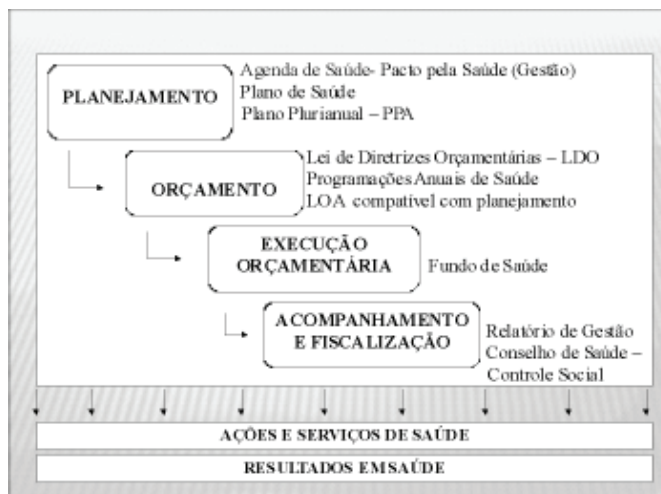 Agenda de Saúde- Pacto pela Saúde (Gestão)
PLANEJAMENTO
Plano de Saúde
Plano Plurianual – PPA
Lei de Diretrizes Orçamentárias – LDO
ORÇAMENTO
Programações Anuais de Saúde
LOA compatível com planejamento
EXECUÇÃO
ORÇAMENTÁRIA
Fundo de Saúde
ACOMPANHAMENTO
E FISCALIZAÇÃO
Relatório de Gestão
Conselho de Saúde –
Controle Social
AÇÕES E SERVIÇOS DE SAÚDE
RESULTADOS EM SAÚDE